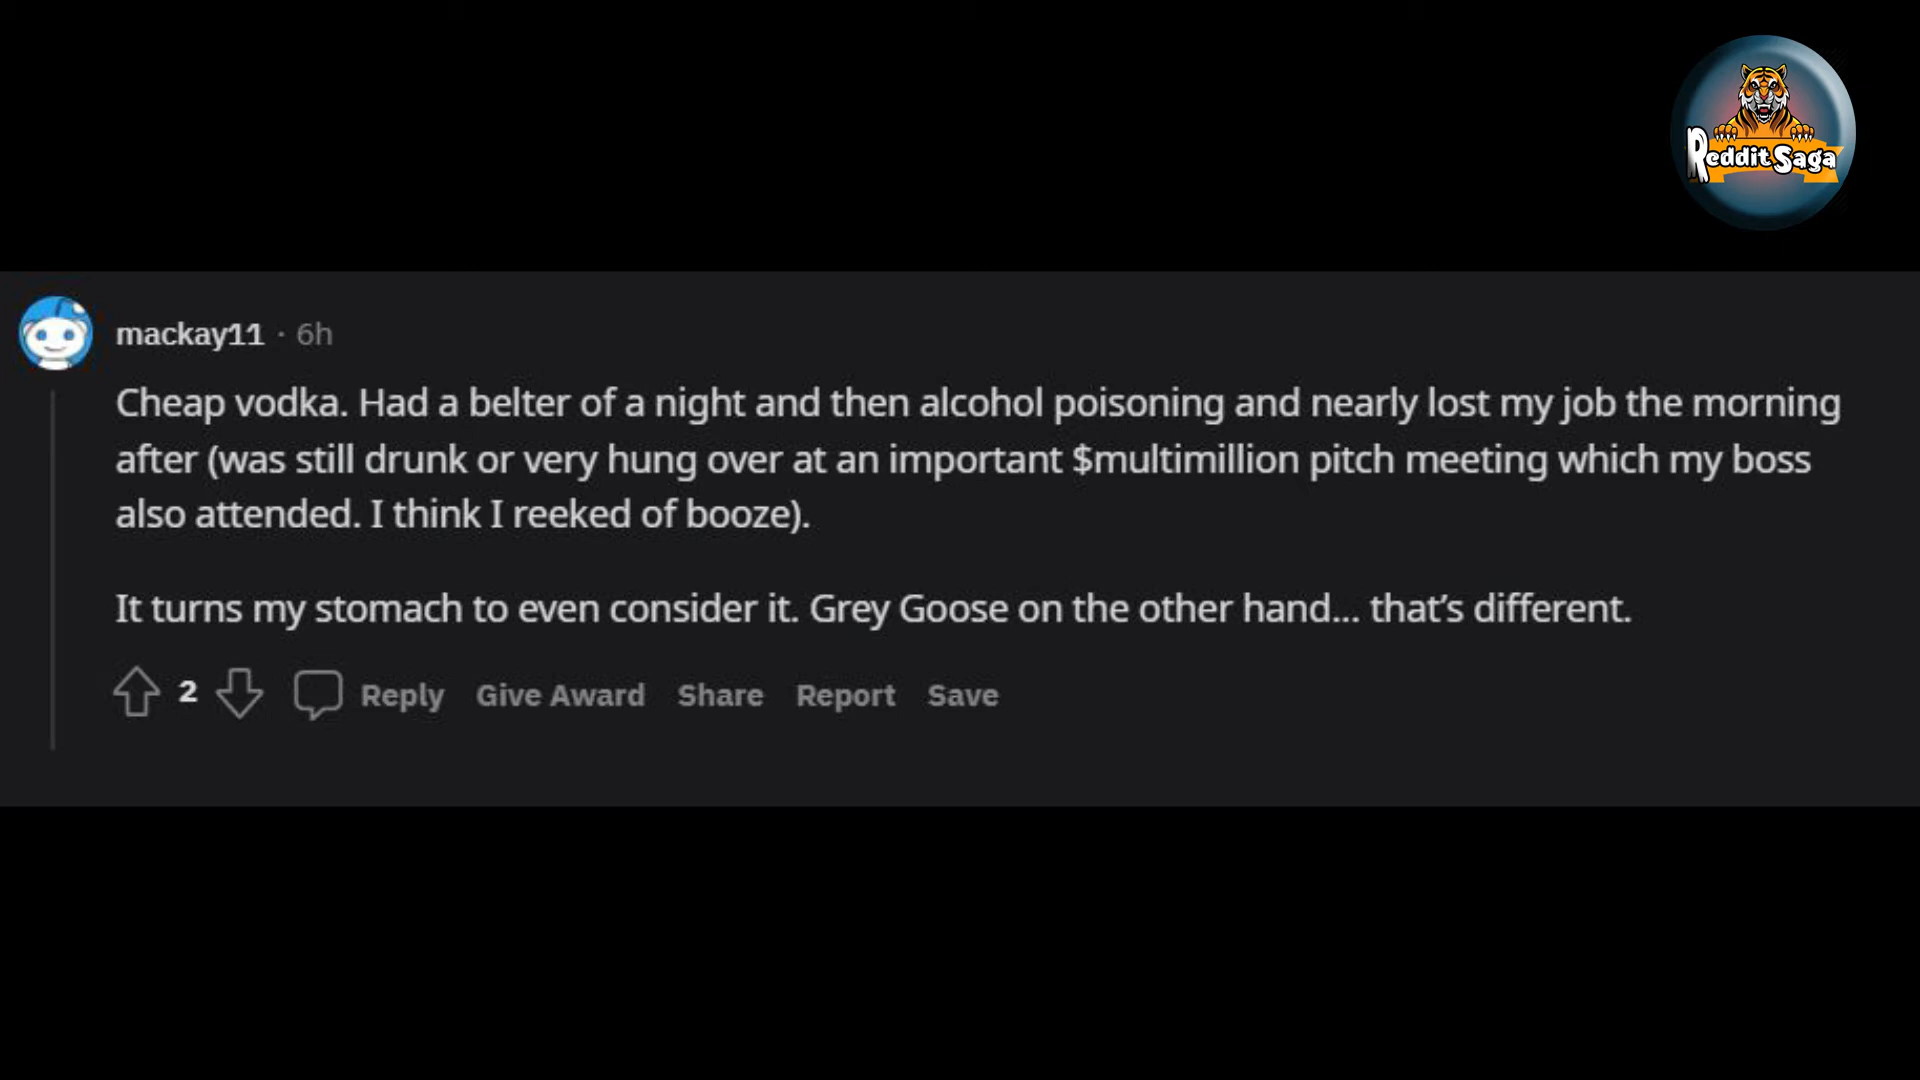 Reddit Saga
mackay11 · 6h
Cheap vodka. Had a belter of a night and then alcohol poisoning and nearly lost my job the morning
after (was still drunk or very hung over at an important $multimillion pitch meeting which my boss
also attended. I think I reeked of booze).
It turns my stomach to even consider it. Grey Goose on the other hand... that’s different.
2 Reply Give Award Share Report Save